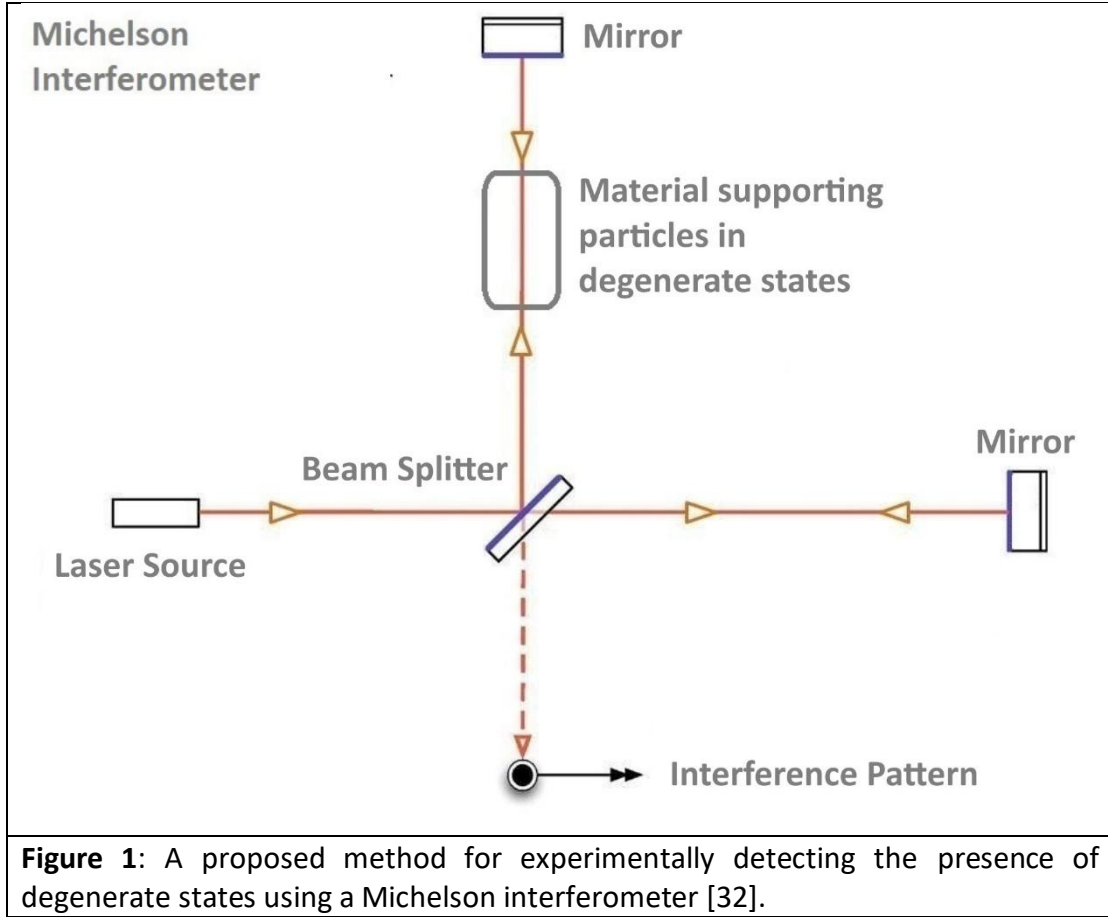 Michelson
Interferometer
Mirror
Material supporting
particles in
degenerate states
Mirror
Beam Splitter
Laser Source
Interference Pattern
Figure 1: A proposed method for experimentally detecting the presence of
degenerate states using a Michelson interferometer [32].